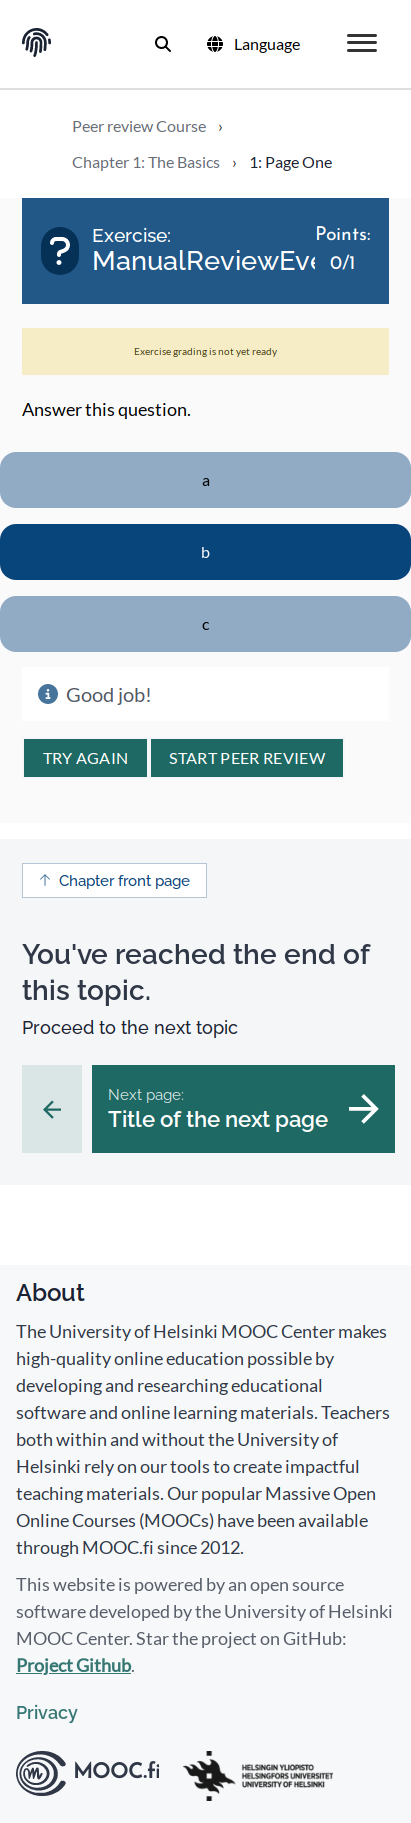 Language
Peer review Course ›
Chapter 1: The Basics › 1: Page One
Exercise:
Points:
ManualReviewEve
0/1
Exercise grading is not yet ready
Answer this question.
a
b
c
Good job!
TRY AGAIN
START PEER REVIEW
Chapter front page
You've reached the end of
this topic.
Proceed to the next topic
Next page:
Title of the next page
About
The University of Helsinki MOOC Center makes
high-quality online education possible by
developing and researching educational
software and online learning materials. Teachers
both within and without the University of
Helsinki rely on our tools to create impactful
teaching materials. Our popular Massive Open
Online Courses (MOOCs) have been available
through MOOC.fi since 2012.
This website is powered by an open source
software developed by the University of Helsinki
MOOC Center. Star the project on GitHub:
Project Github.
Privacy
MOOC.fi
HELSINGIN YLIOPISTO
HELSINGFORS UNIVERSITET
UNIVERSITY OF HELSINKI